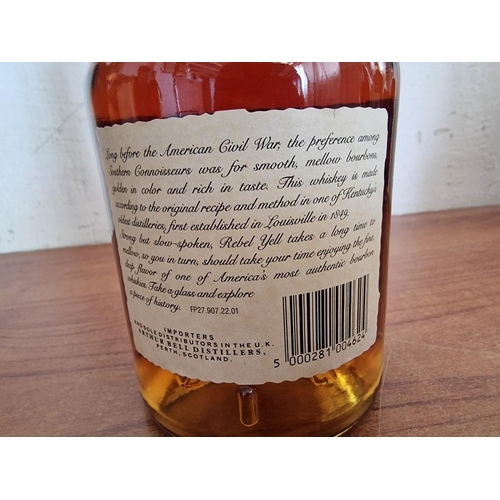 Long before the American Civil War, the preference among
Southern Connoisseurs was for smooth, mellow bourbons,
golden in color and rich in taste. This whiskey is made
according to the original recipe and method in one of Kentucky's
oldest distilleries, first established in Louisville in 1849.
Strong but slow-spoken, Rebel Yell takes a long time to
mellow, so you in turn, should take your time enjoying the fine,
deep flavor of one of America's most authentic bourbon
whiskies. Take a glass and explore
a piece of history. FP27.907.22.01
IMPORTERS
AND SOLE DISTRIBUTORS IN THE U.K.
ARTHUR BELL DISTILLERS,
PERTH, SCOTLAND.
5 000281 004624